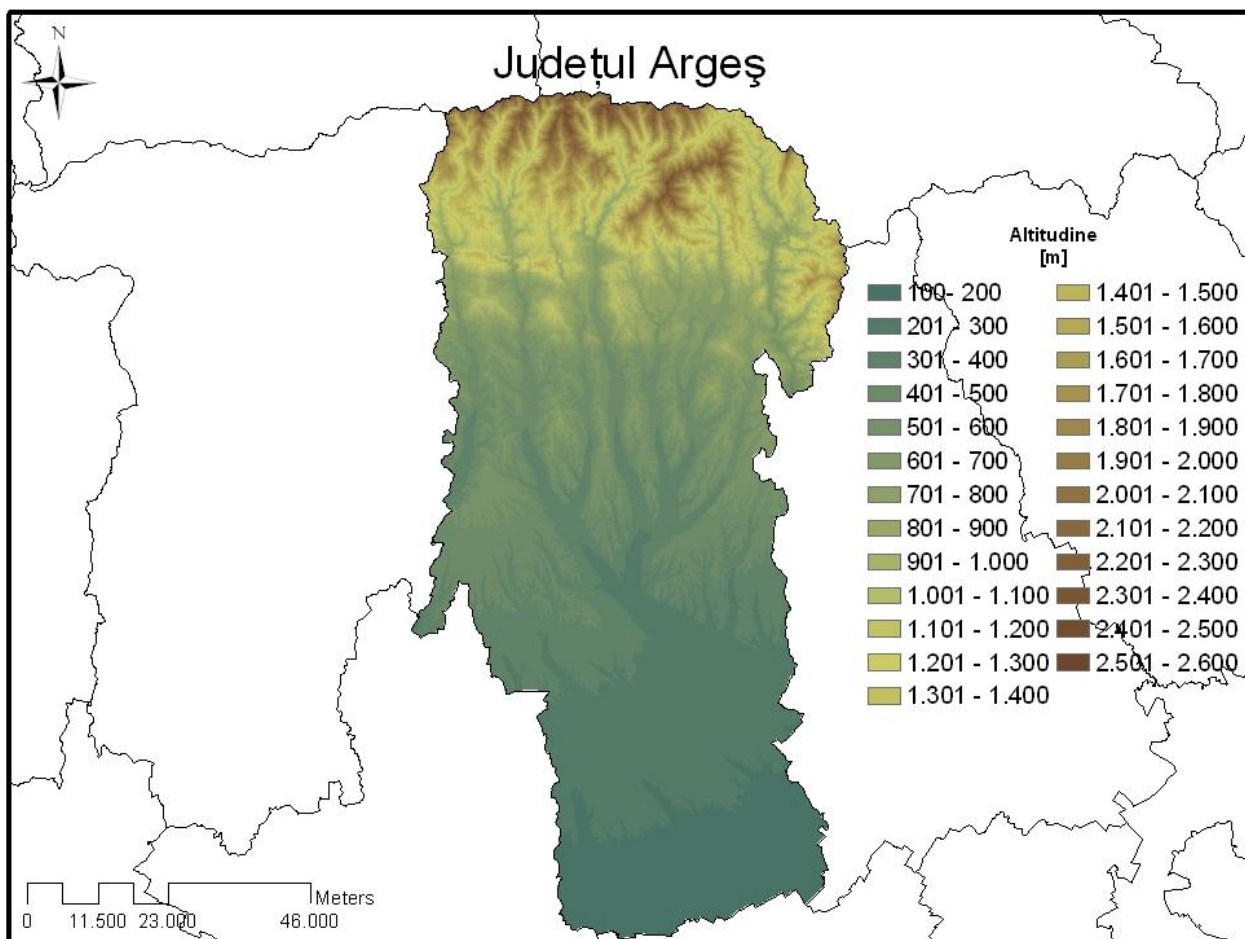 N
Județul Argeş
Altitudine
[m]
100- 200
201 - 300
301 - 400
401 - 500
501 - 600
601 - 700
701 - 800
801 - 900
901 - 1.000
1.001 - 1.100
1.101 - 1.200
1.201 - 1.300
1.301 - 1.400
1.401 - 1.500
1.501 - 1.600
1.601 - 1.700
1.701 - 1.800
1.801 - 1.900
1.901 - 2.000
2.001 - 2.100
2.101 - 2.200
2.201 - 2.300
2.301 - 2.400
2.401 - 2.500
2.501 - 2.600
Meters
0 11.500 23.000 46.000